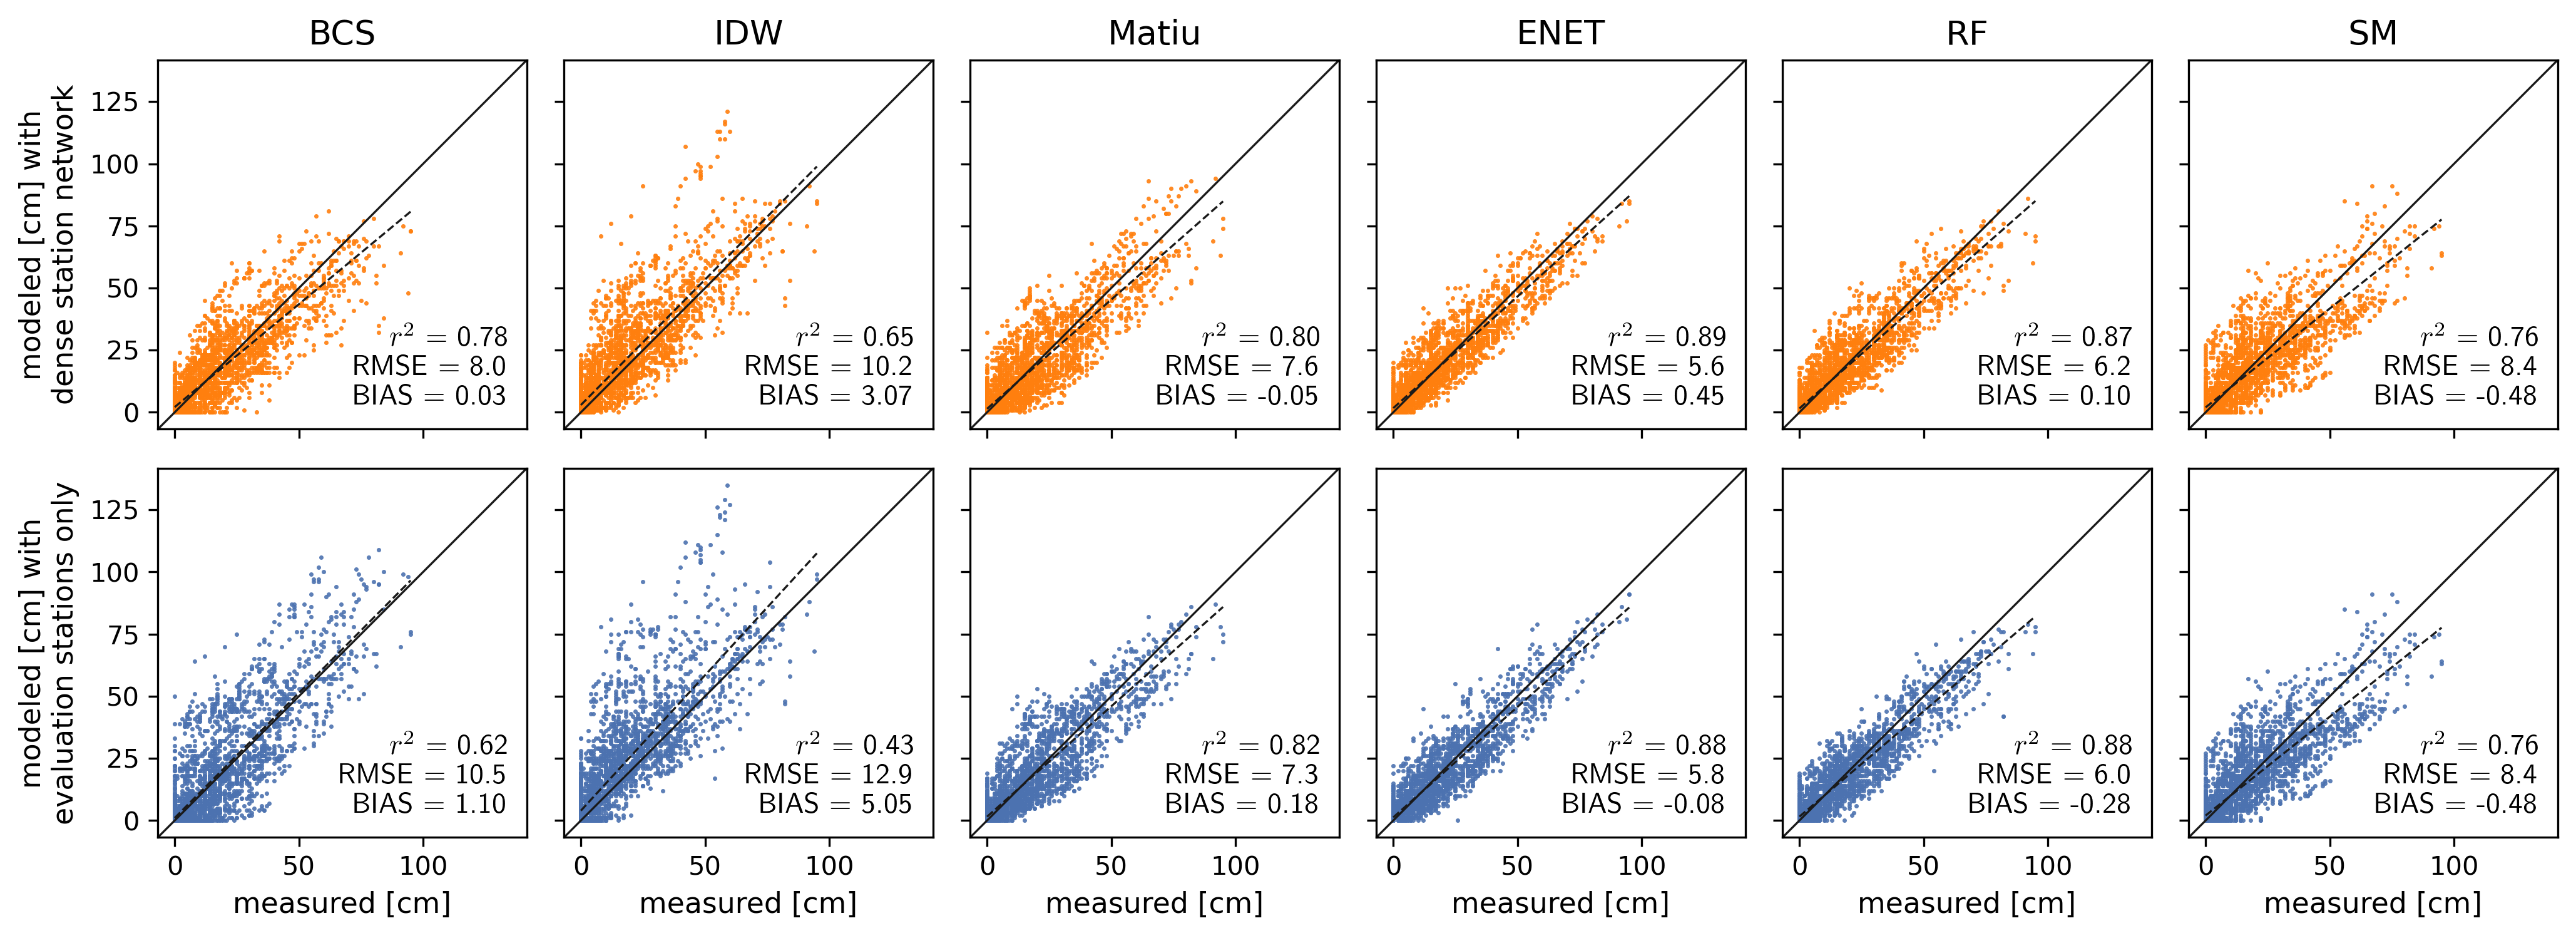 BCS IDW Matiu ENET RF SM
modeled [cm] with
dense station network
125
100
75
50
25
0
r² = 0.78
RMSE = 8.0
BIAS = 0.03
r² = 0.65
RMSE = 10.2
BIAS = 3.07
r² = 0.80
RMSE = 7.6
BIAS = -0.05
r² = 0.89
RMSE = 5.6
BIAS = 0.45
r² = 0.87
RMSE = 6.2
BIAS = 0.10
r² = 0.76
RMSE = 8.4
BIAS = -0.48
modeled [cm] with
evaluation stations only
125
100
75
50
25
0
r² = 0.62
RMSE = 10.5
BIAS = 1.10
r² = 0.43
RMSE = 12.9
BIAS = 5.05
r² = 0.82
RMSE = 7.3
BIAS = 0.18
r² = 0.88
RMSE = 5.8
BIAS = -0.08
r² = 0.88
RMSE = 6.0
BIAS = -0.28
r² = 0.76
RMSE = 8.4
BIAS = -0.48
0 50 100 0 50 100 0 50 100 0 50 100 0 50 100 0 50 100
measured [cm] measured [cm] measured [cm] measured [cm] measured [cm] measured [cm]